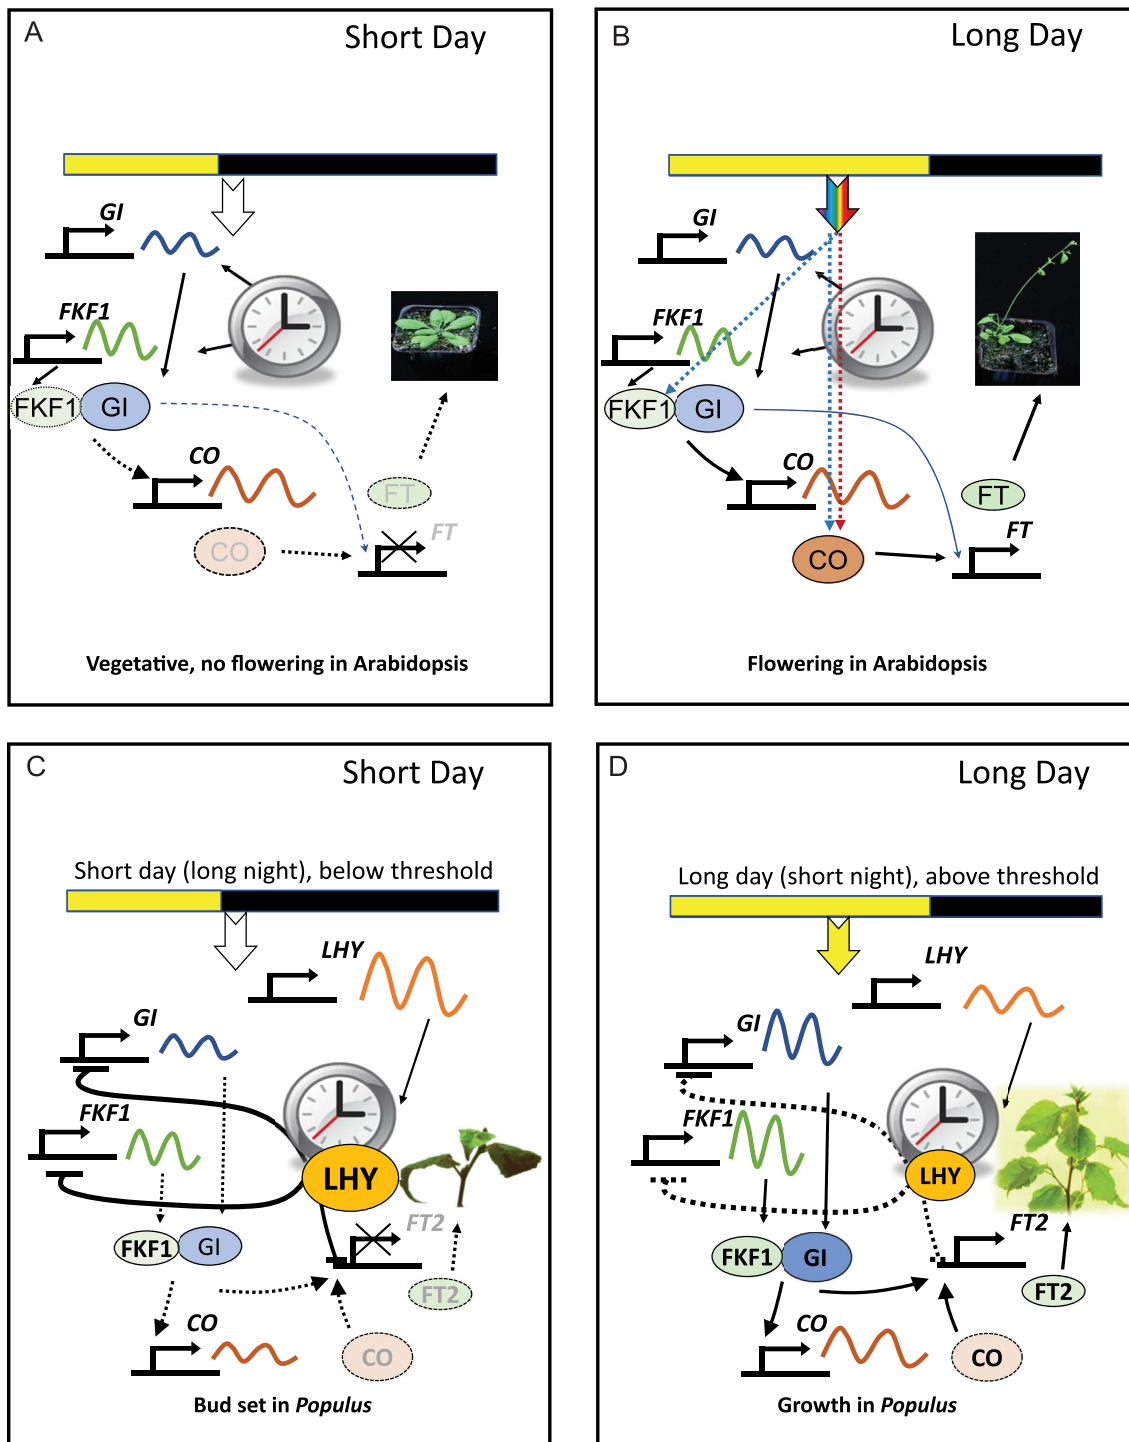 A
Short Day
GI
FKF1
FKF1
GI
CO
CO
FT
FT
Vegetative, no flowering in Arabidopsis
B
Long Day
GI
FKF1
FKF1
GI
CO
CO
FT
FT
Flowering in Arabidopsis
C
Short Day
Short day (long night), below threshold
LHY
GI
FKF1
LHY
FT2
FKF1
GI
FT2
CO
CO
Bud set in Populus
D
Long Day
Long day (short night), above threshold
LHY
GI
FKF1
LHY
FT2
FKF1
GI
FT2
CO
CO
Growth in Populus